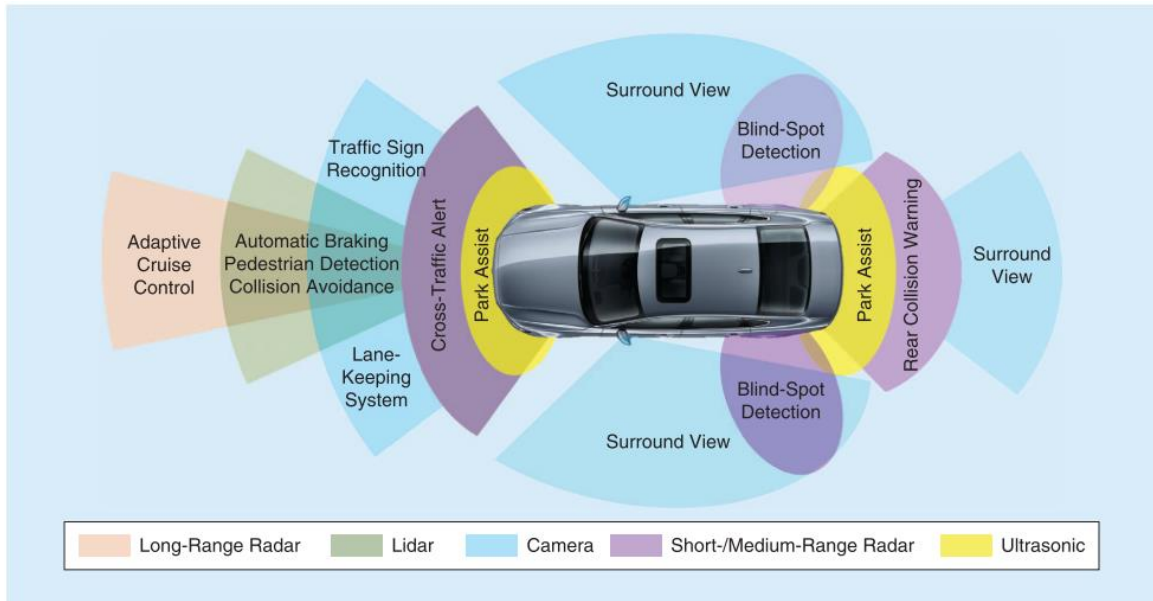 Surround View
Blind-Spot
Detection
Traffic Sign
Recognition
Adaptive
Cruise
Control
Automatic Braking
Pedestrian Detection
Collision Avoidance
Cross-Traffic Alert
Park Assist
Park Assist
Rear Collision Warning
Surround
View
Lane-
Keeping
System
Blind-Spot
Detection
Surround View
Long-Range Radar
Lidar
Camera
Short-/Medium-Range Radar
Ultrasonic